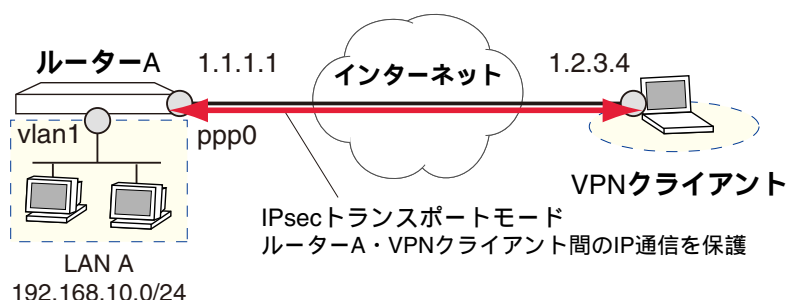 ルーターA
1.1.1.1
インターネット
1.2.3.4
vlan1
ppp0
VPNクライアント
IPsecトランスポートモード
ルーターA・VPNクライアント間のIP通信を保護
LAN A
192.168.10.0/24